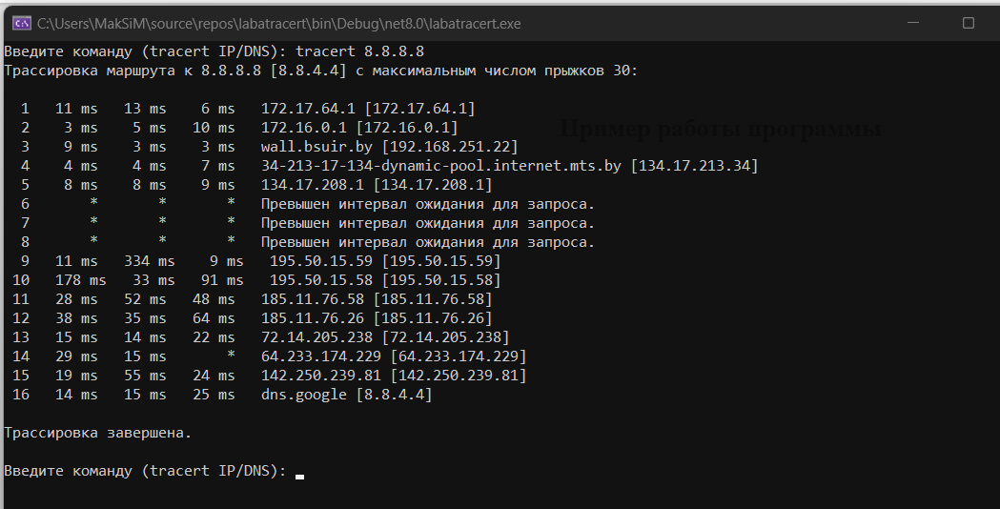 C:\Users\MakSiM\source\repos\labatracert\bin\Debug\net8.0\labatracert.exe
Введите команду (tracert IP/DNS): tracert 8.8.8.8
Трассировка маршрута к 8.8.8.8 [8.8.4.4] с максимальным числом прыжков 30:
1 11 ms 13 ms 6 ms 172.17.64.1 [172.17.64.1]
Пример работы программы
2 3 ms 5 ms 10 ms 172.16.0.1 [172.16.0.1]
3 9 ms 3 ms 3 ms wall.bsuir.by [192.168.251.22]
4 4 ms 4 ms 7 ms 34-213-17-134-dynamic-pool.internet.mts.by [134.17.213.34]
5 8 ms 8 ms 9 ms 134.17.208.1 [134.17.208.1]
6 * * * Превышен интервал ожидания для запроса.
7 * * * Превышен интервал ожидания для запроса.
8 * * * Превышен интервал ожидания для запроса.
9 11 ms 334 ms 9 ms 195.50.15.59 [195.50.15.59]
10 178 ms 33 ms 91 ms 195.50.15.58 [195.50.15.58]
11 28 ms 52 ms 48 ms 185.11.76.58 [185.11.76.58]
12 38 ms 35 ms 64 ms 185.11.76.26 [185.11.76.26]
13 15 ms 14 ms 22 ms 72.14.205.238 [72.14.205.238]
14 29 ms 15 ms * 64.233.174.229 [64.233.174.229]
15 19 ms 55 ms 24 ms 142.250.239.81 [142.250.239.81]
16 14 ms 15 ms 25 ms dns.google [8.8.4.4]
Трассировка завершена.
Введите команду (tracert IP/DNS):